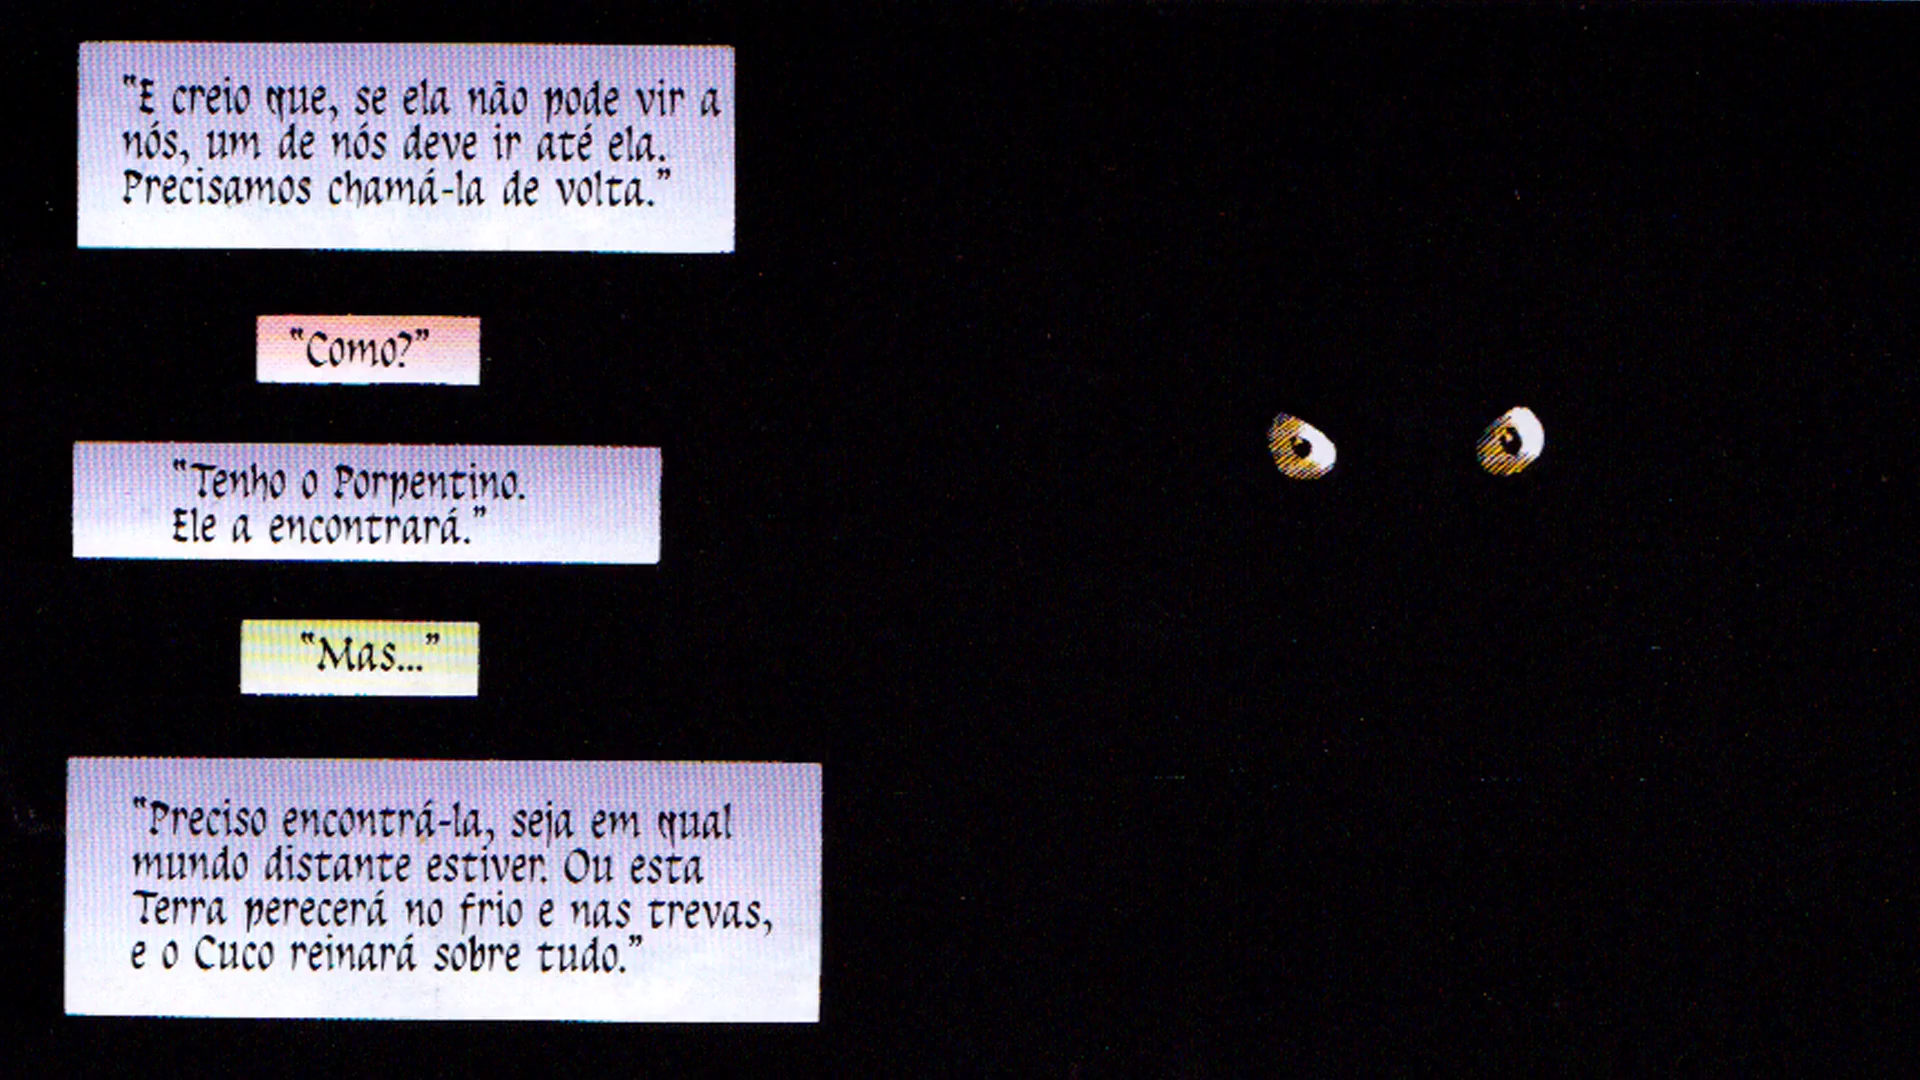 "E creio que, se ela não pode vir a
nós, um de nós deve ir até ela.
Precisamos chamá-la de volta."
"Como?"
"Tenho o Porpentino.
Ele a encontrará."
"Mas..."
"Preciso encontrá-la, seja em qual
mundo distante estiver. Ou esta
Terra perecerá no frio e nas trevas,
e o Cuco reinará sobre tudo."